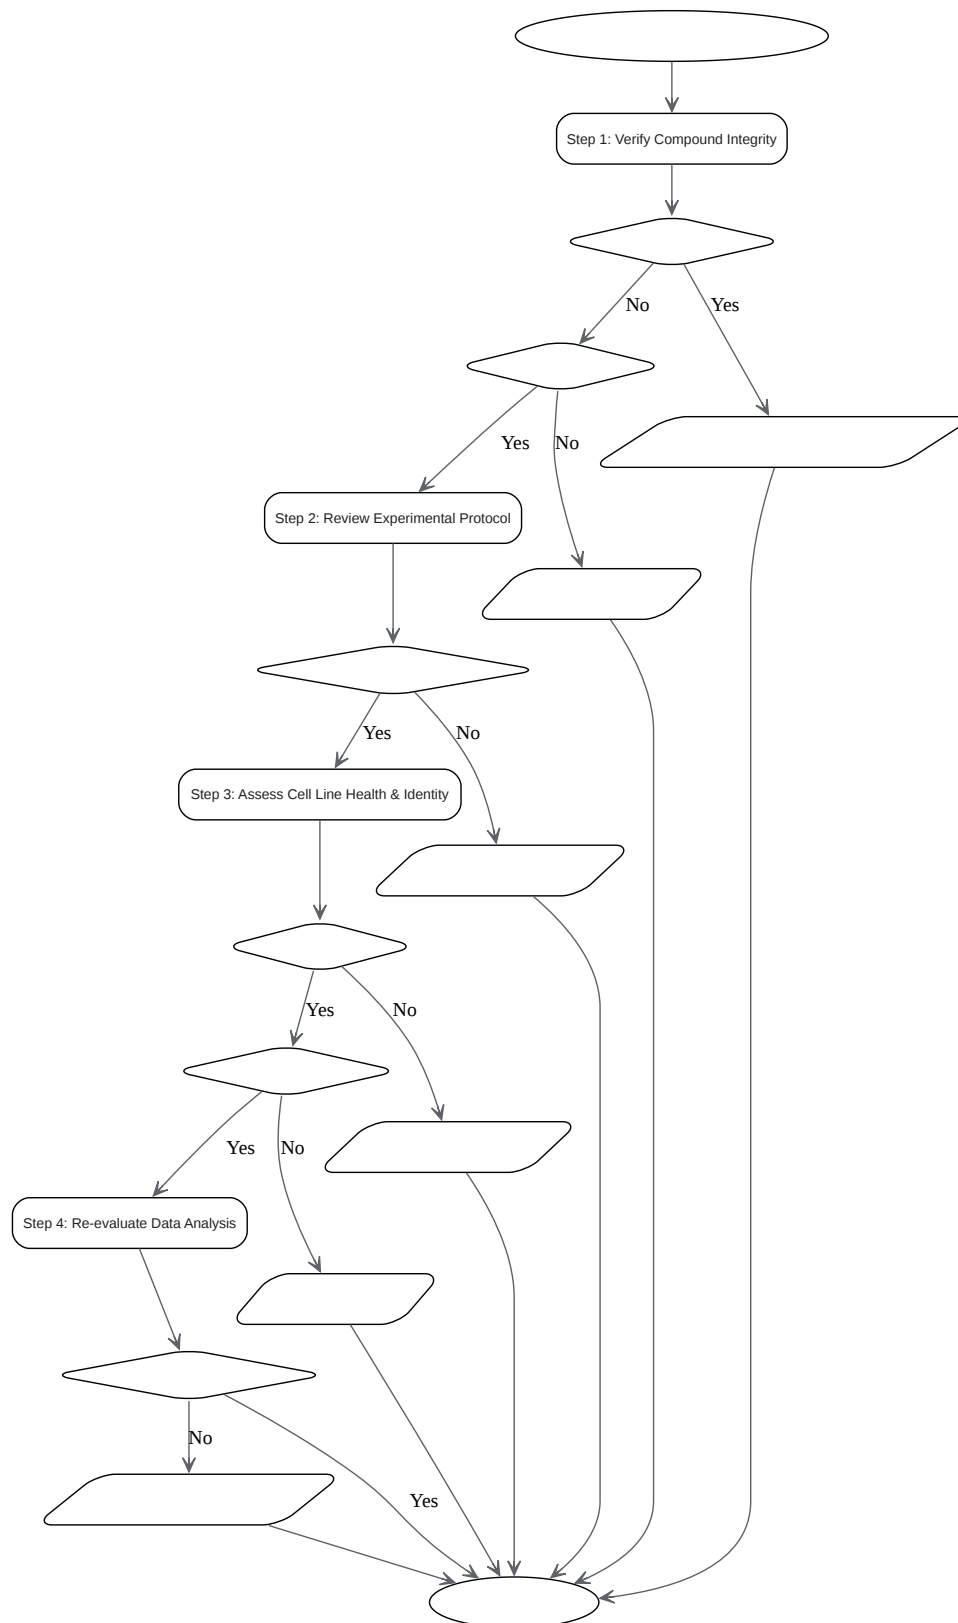 Step 1: Verify Compound Integrity
No
Yes
Yes
No
Step 2: Review Experimental Protocol
Yes
No
Step 3: Assess Cell Line Health & Identity
Yes
No
Yes
No
Step 4: Re-evaluate Data Analysis
No
Yes